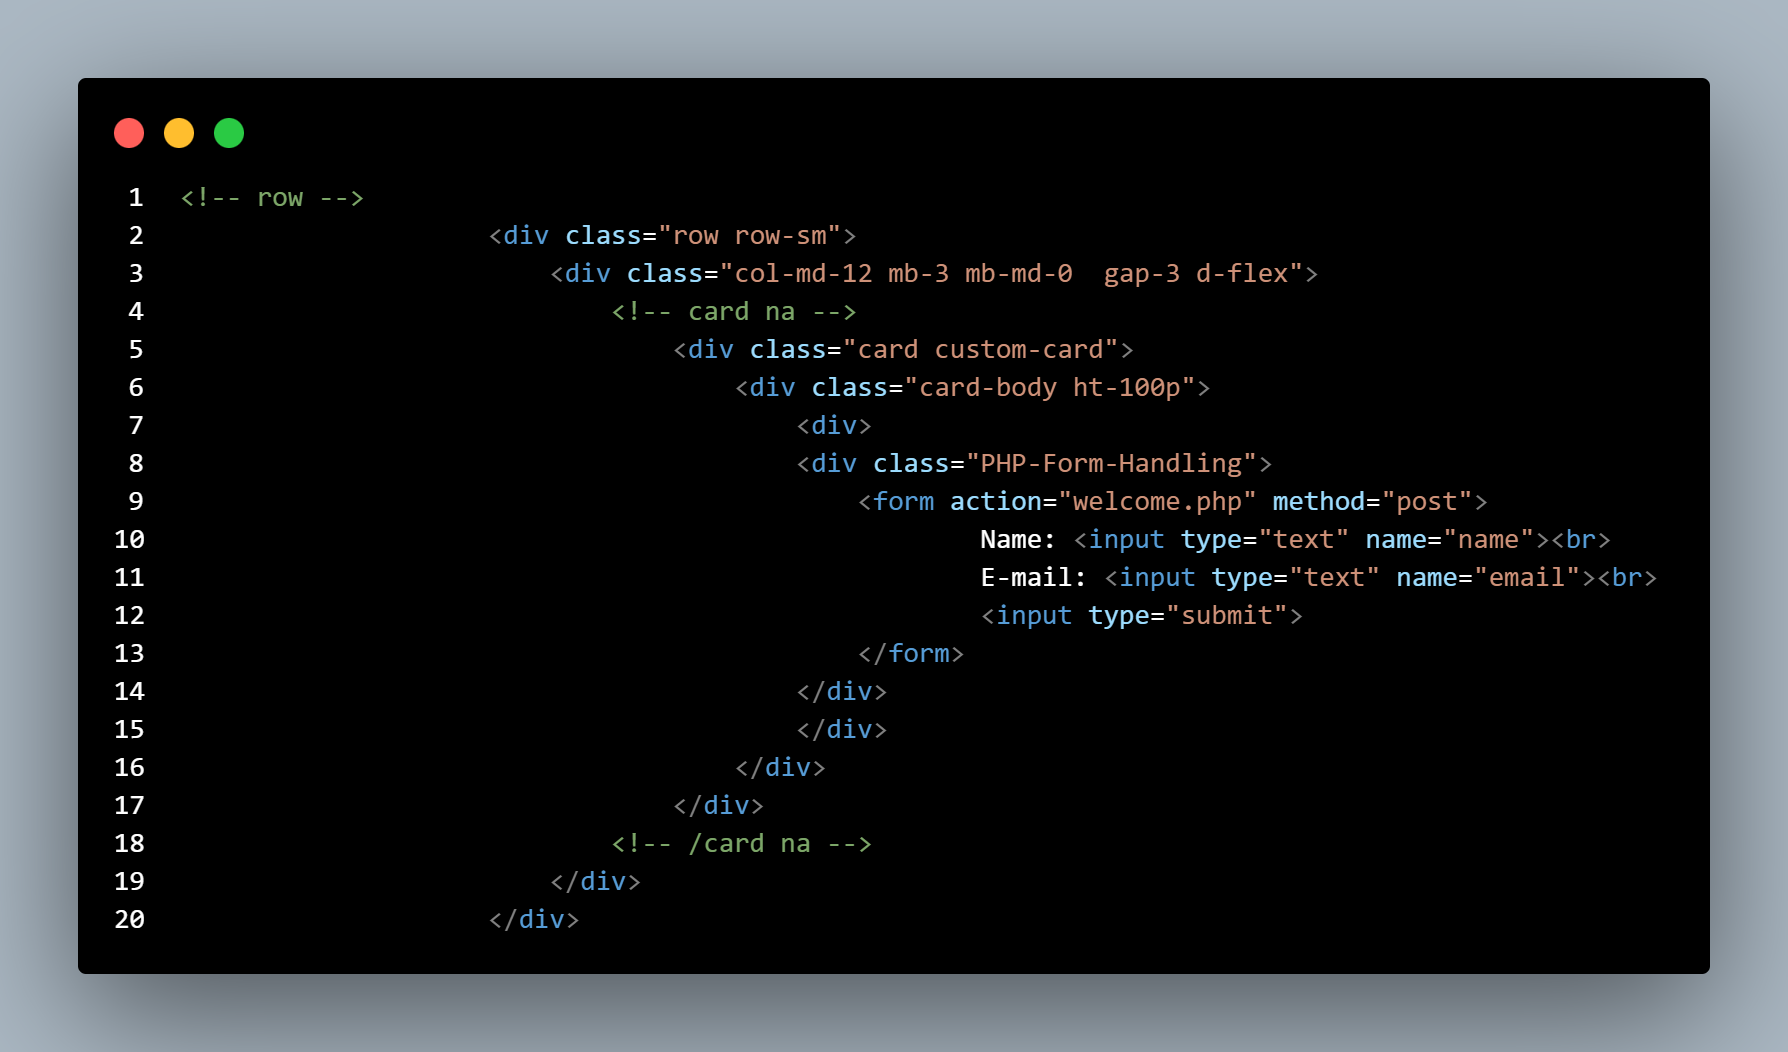 1 <!-- row -->
2 <div class="row row-sm">
3 <div class="col-md-12 mb-3 mb-md-0  gap-3 d-flex">
4 <!-- card na -->
5 <div class="card custom-card">
6 <div class="card-body ht-100p">
7 <div>
8 <div class="PHP-Form-Handling">
9 <form action="welcome.php" method="post">
10 Name: <input type="text" name="name"><br>
11 E-mail: <input type="text" name="email"><br>
12 <input type="submit">
13 </form>
14 </div>
15 </div>
16 </div>
17 </div>
18 <!-- /card na -->
19 </div>
20 </div>